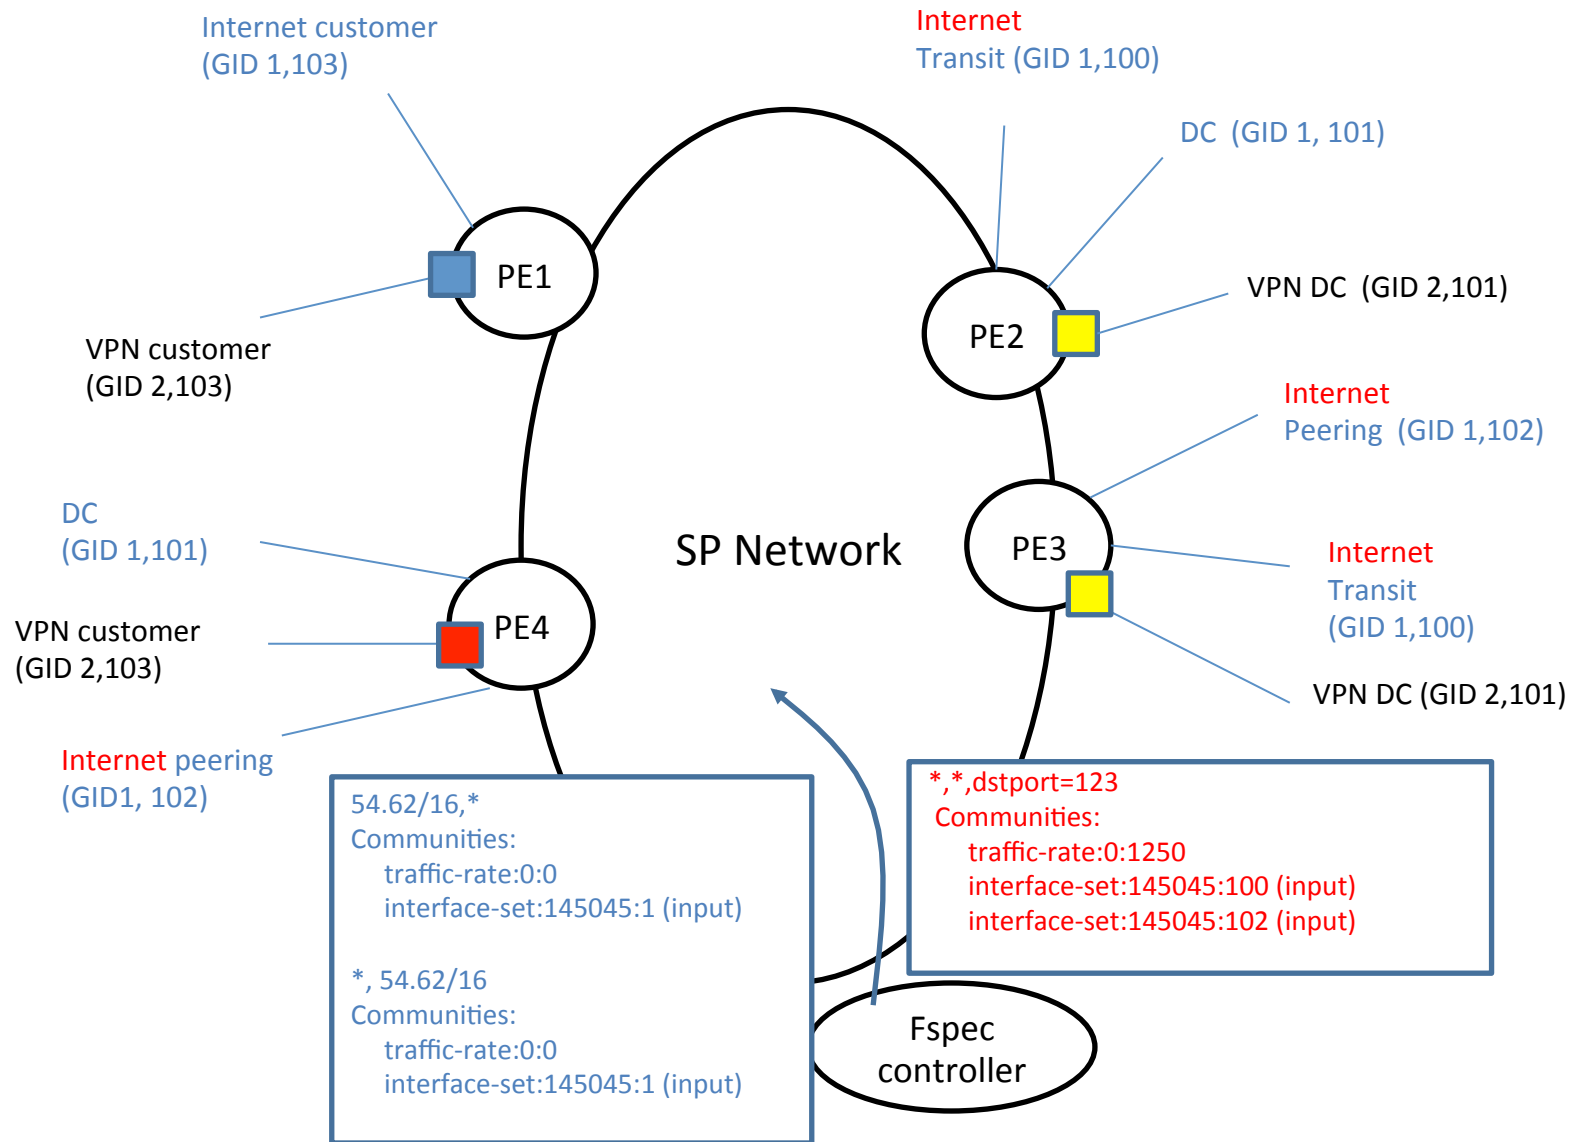 Internet customer
(GID 1,103)
Internet
Transit (GID 1,100)
DC (GID 1, 101)
PE1
VPN customer
(GID 2,103)
PE2
VPN DC (GID 2,101)
Internet
Peering (GID 1,102)
DC
(GID 1,101)
SP Network
PE3
Internet
Transit
(GID 1,100)
VPN customer
(GID 2,103)
PE4
VPN DC (GID 2,101)
Internet peering
(GID1, 102)
54.62/16,*
Communities:
traffic-rate:0:0
interface-set:145045:1 (input)
*, 54.62/16
Communities:
traffic-rate:0:0
interface-set:145045:1 (input)
*,*,dstport=123
Communities:
traffic-rate:0:1250
interface-set:145045:100 (input)
interface-set:145045:102 (input)
Fspec
controller